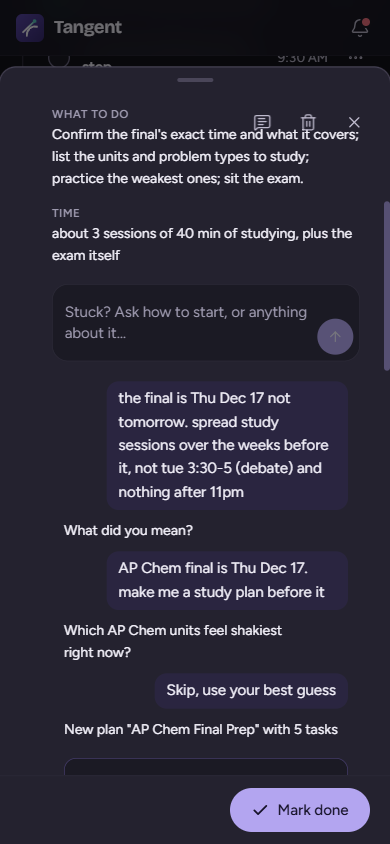 Tangent
9:30 AM
step
WHAT TO DO
Confirm the final's exact time and what it covers;
list the units and problem types to study;
practice the weakest ones; sit the exam.
TIME
about 3 sessions of 40 min of studying, plus the
exam itself
Stuck? Ask how to start, or anything
about it...
the final is Thu Dec 17 not
tomorrow. spread study
sessions over the weeks before
it, not tue 3:30-5 (debate) and
nothing after 11pm
What did you mean?
AP Chem final is Thu Dec 17.
make me a study plan before it
Which AP Chem units feel shakiest
right now?
Skip, use your best guess
New plan "AP Chem Final Prep" with 5 tasks
Mark done